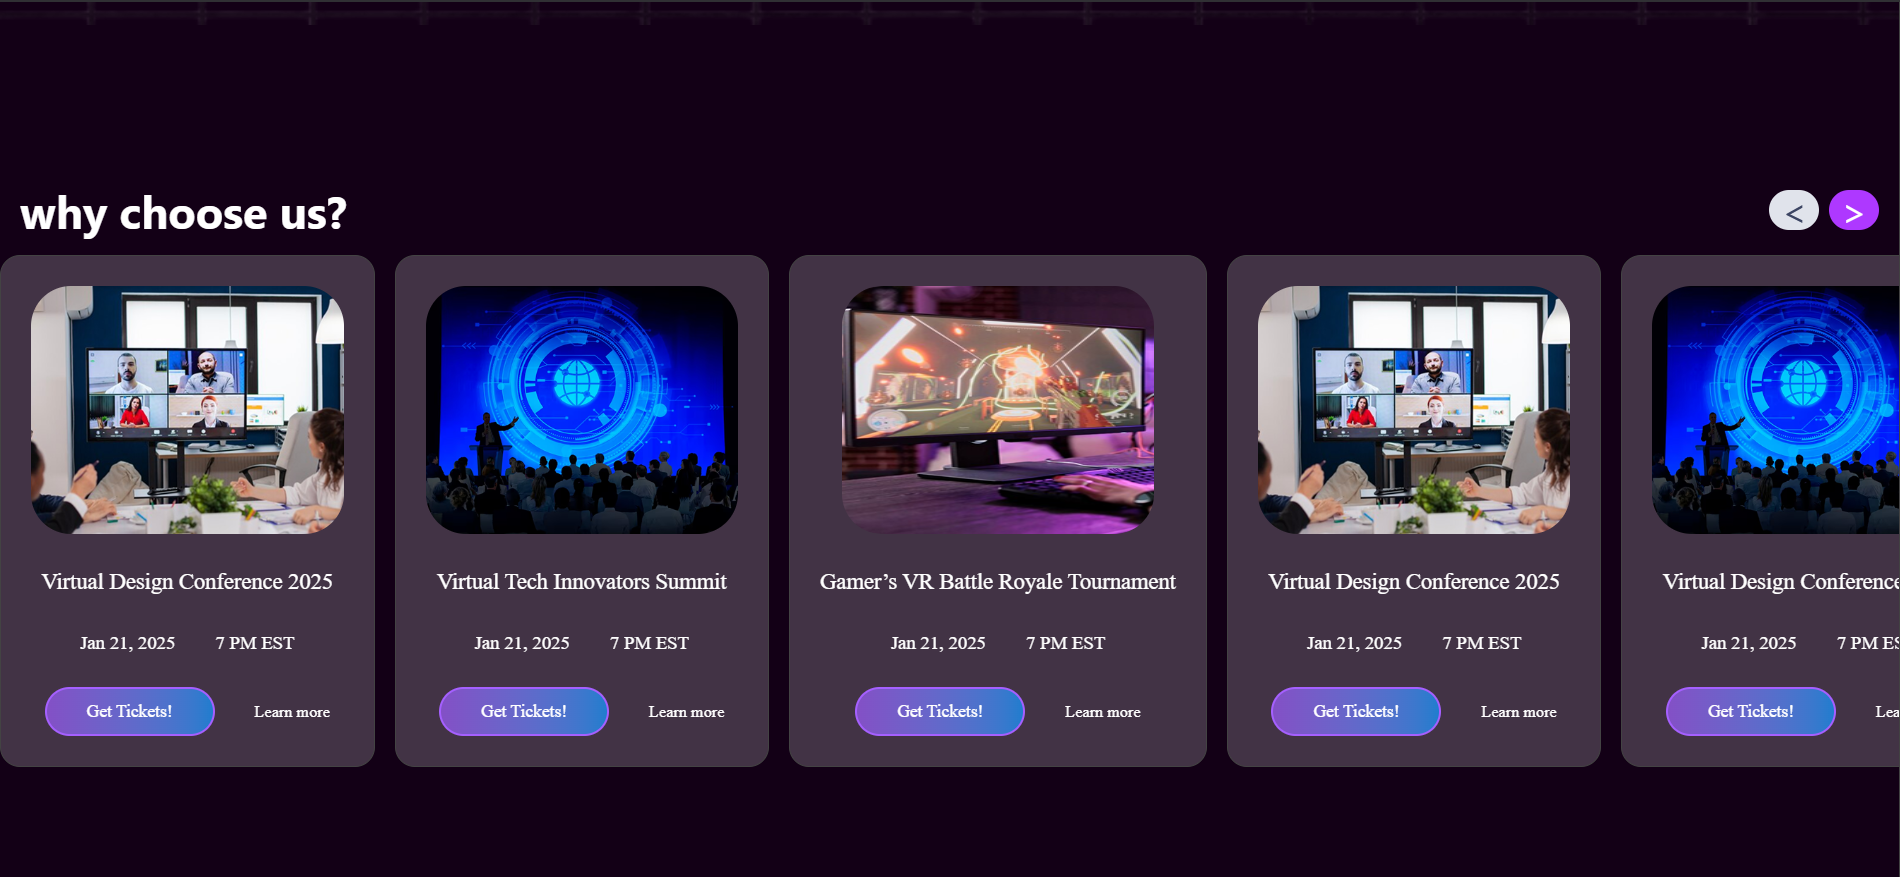 why choose us?
< >
Virtual Design Conference 2025
Jan 21, 2025 7 PM EST
Get Tickets! Learn more
Virtual Tech Innovators Summit
Jan 21, 2025 7 PM EST
Get Tickets! Learn more
Gamer’s VR Battle Royale Tournament
Jan 21, 2025 7 PM EST
Get Tickets! Learn more
Virtual Design Conference 2025
Jan 21, 2025 7 PM EST
Get Tickets! Learn more
Virtual Design Conference
Jan 21, 2025 7 PM ES
Get Tickets! Lea